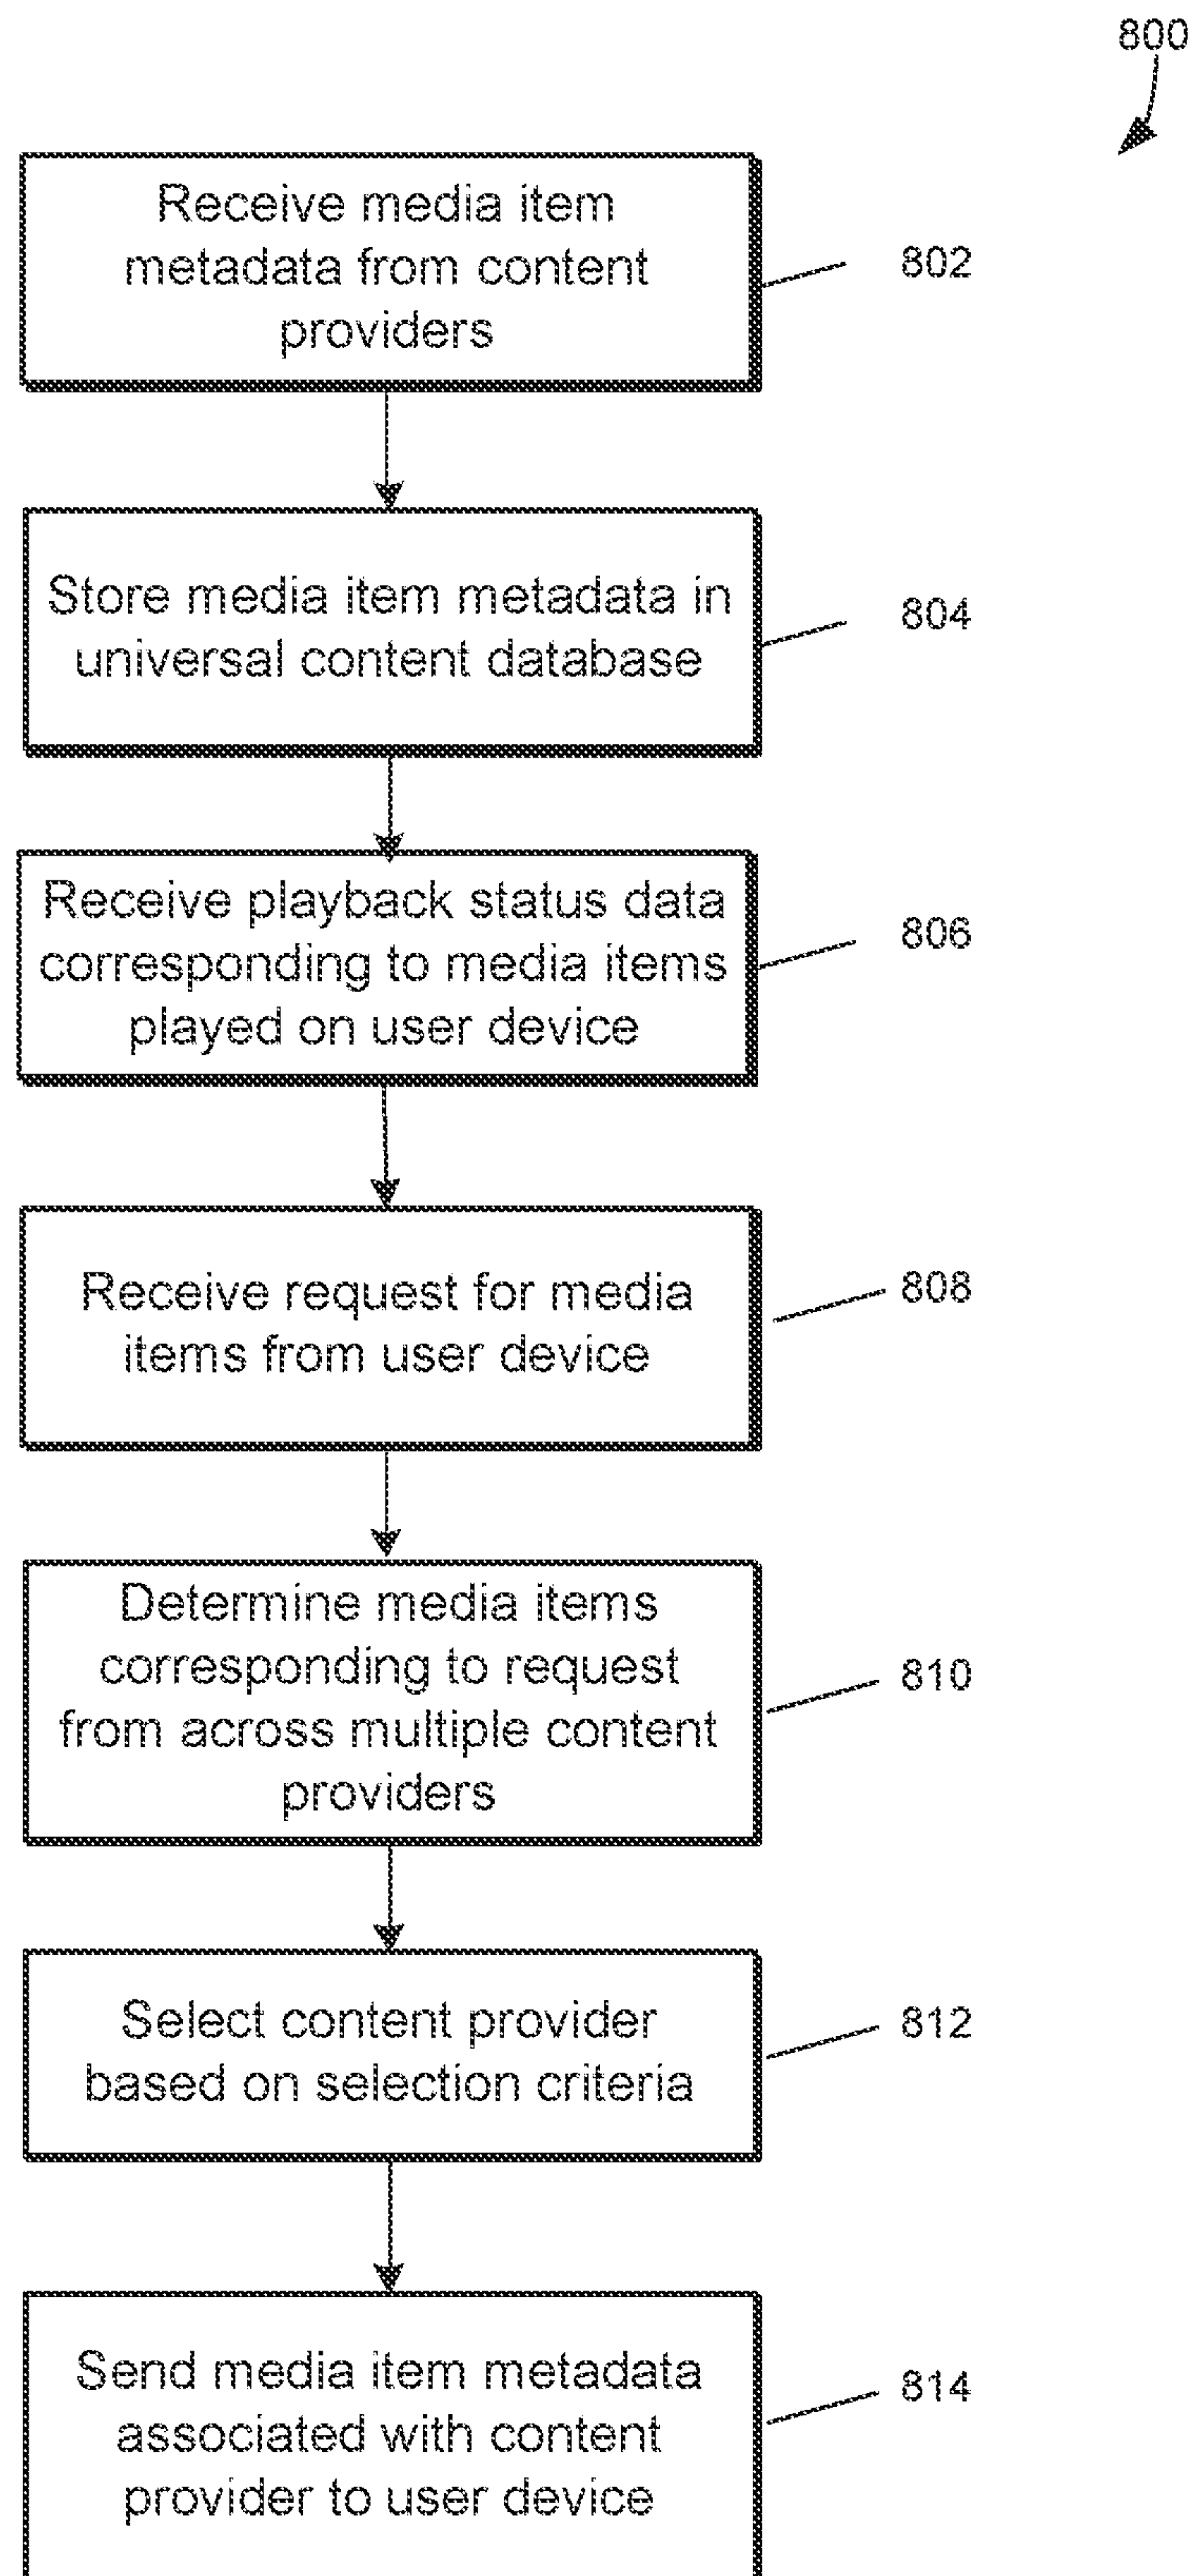 800
Receive media item
metadata from content
providers
802
Store media item metadata in
universal content database
804
Receive playback status data
corresponding to media items
played on user device
806
Receive request for media
items from user device
808
Determine media items
corresponding to request
from across multiple content
providers
810
Select content provider
based on selection criteria
812
Send media item metadata
associated with content
provider to user device
814